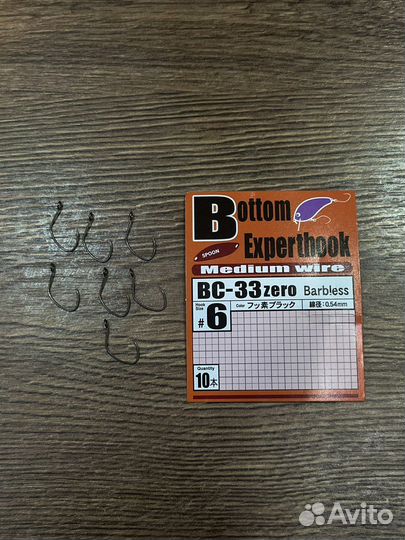 Bottom
SPOON
Experthook
Medium wire
BC-33zero Barbless
Hook Size #6
Color フッ素ブラック
線径:0.54mm
Quantity
10本
Avito